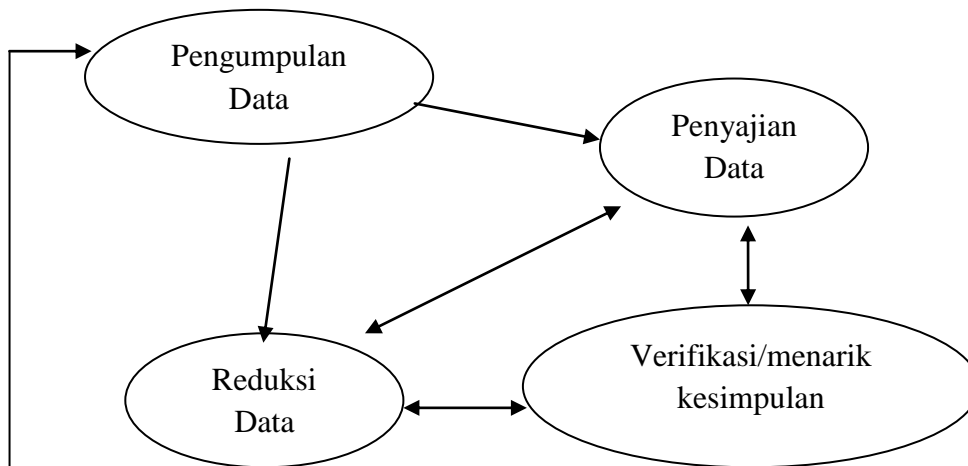 Pengumpulan
Data
Penyajian
Data
Reduksi
Data
Verifikasi/menarik
kesimpulan